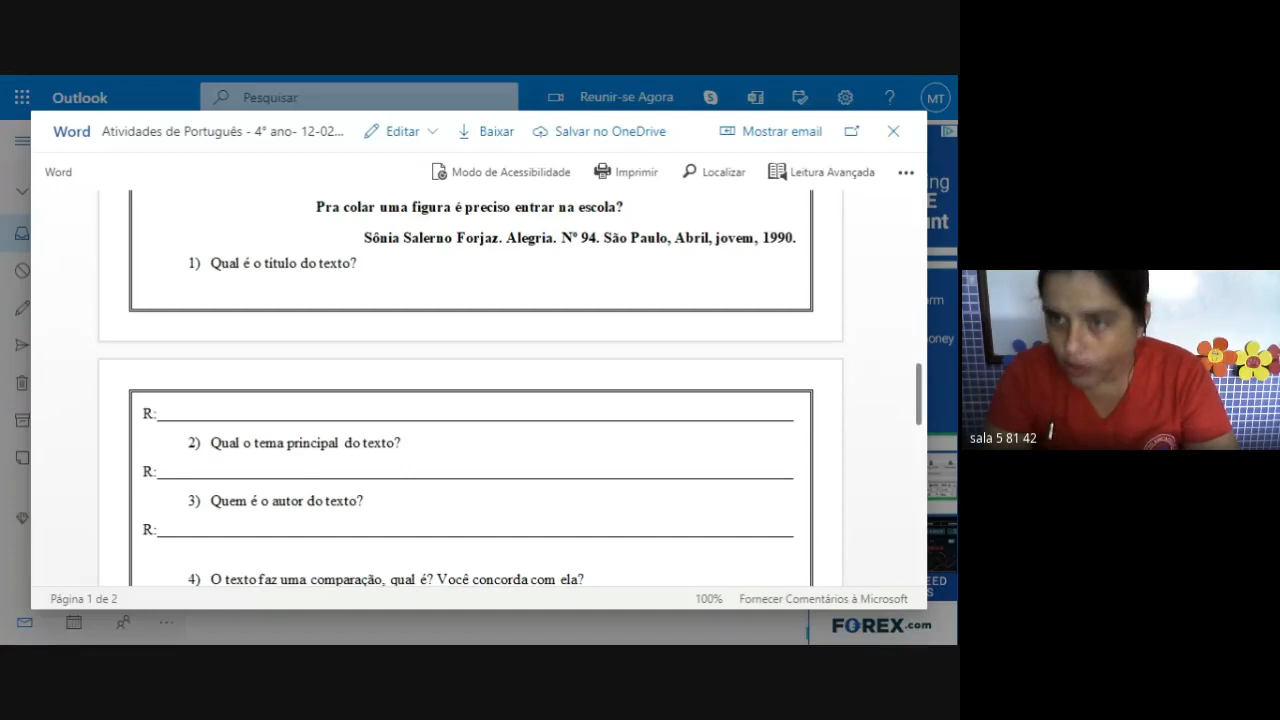 Outlook
Pesquisar
Reunir-se Agora
MT
Word Atividades de Português - 4° ano- 12-02... Editar Baixar Salvar no OneDrive Mostrar email
Word Modo de Acessibilidade Imprimir Localizar Leitura Avançada
Pra colar uma figura é preciso entrar na escola?
Sônia Salerno Forjaz. Alegria. Nº 94. São Paulo, Abril, jovem, 1990.
1) Qual é o título do texto?
R:
2) Qual o tema principal do texto?
R:
3) Quem é o autor do texto?
R:
4) O texto faz uma comparação, qual é? Você concorda com ela?
Página 1 de 2 100% Fornecer Comentários à Microsoft
FOREX.com
sala 5 81 42